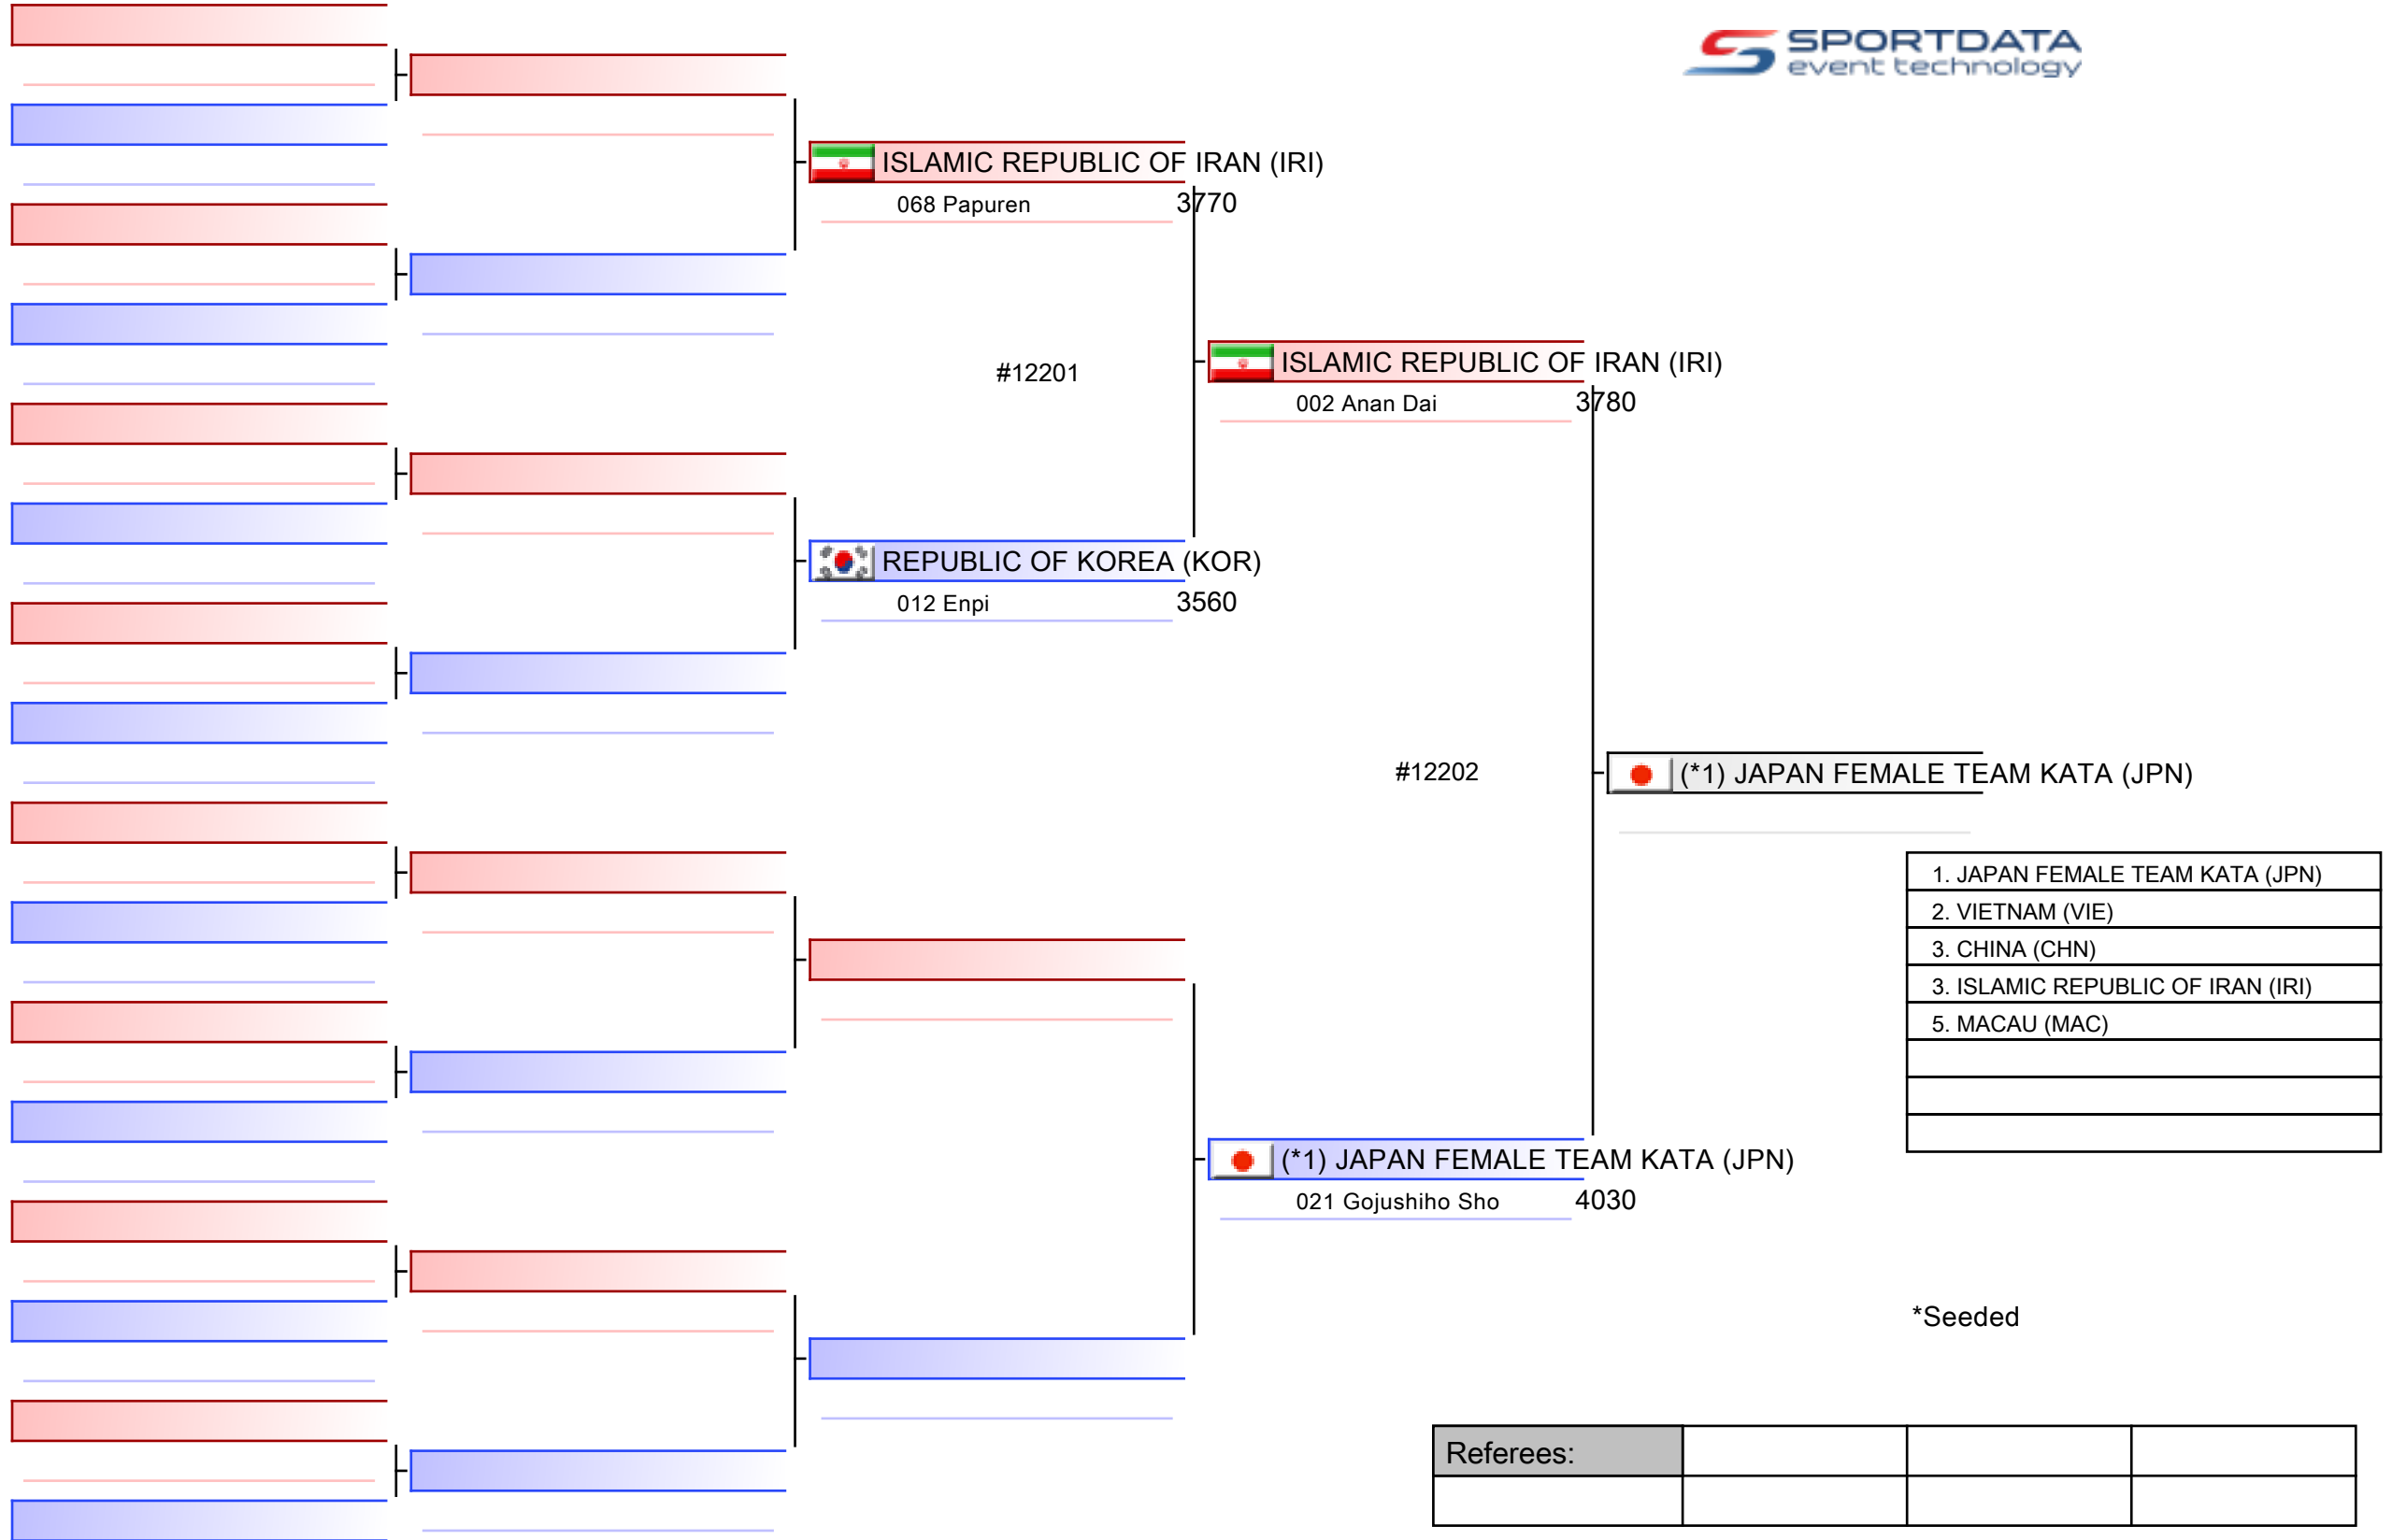 SPORTDATA
event technology
ISLAMIC REPUBLIC OF IRAN (IRI)
068 Papuren 3770
#12201
ISLAMIC REPUBLIC OF IRAN (IRI)
002 Anan Dai 3780
REPUBLIC OF KOREA (KOR)
012 Enpi 3560
#12202
(*1) JAPAN FEMALE TEAM KATA (JPN)
1. JAPAN FEMALE TEAM KATA (JPN)
2. VIETNAM (VIE)
3. CHINA (CHN)
3. ISLAMIC REPUBLIC OF IRAN (IRI)
5. MACAU (MAC)
(*1) JAPAN FEMALE TEAM KATA (JPN)
021 Gojushiho Sho 4030
*Seeded
Referees: